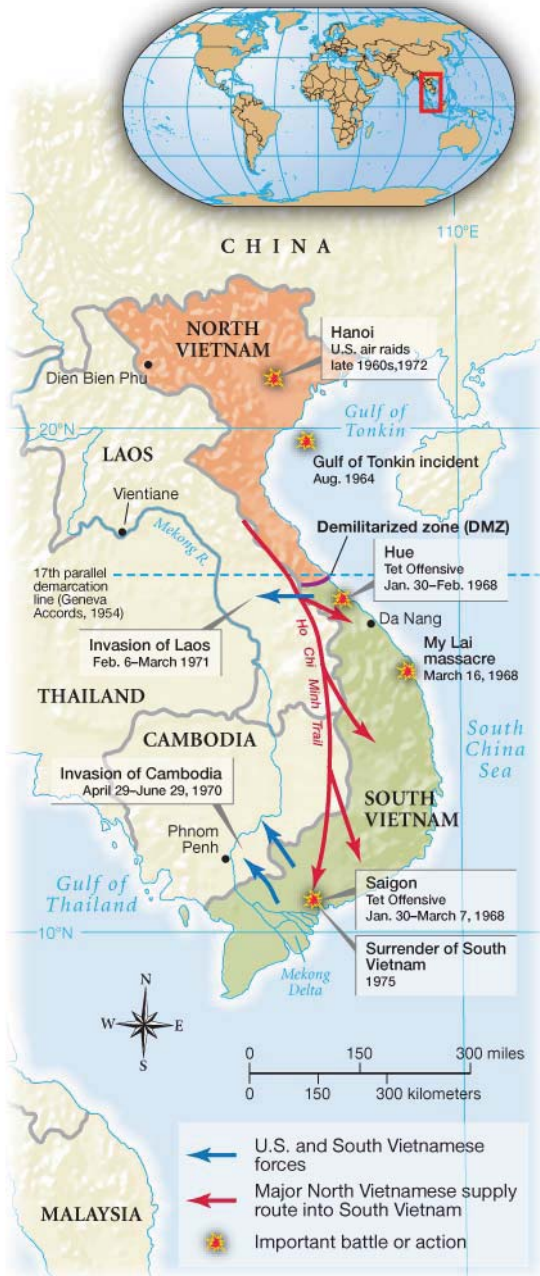 110°E
CHINA
NORTH
VIETNAM
Hanoi
U.S. air raids
late 1960s,1972
Dien Bien Phu
20°N
Gulf of
Tonkin
LAOS
Gulf of Tonkin incident
Aug. 1964
Vientiane
Mekong R.
Demilitarized zone (DMZ)
17th parallel
demarcation
line (Geneva
Accords, 1954)
Hue
Tet Offensive
Jan. 30–Feb. 1968
Da Nang
Invasion of Laos
Feb. 6–March 1971
Ho Chi Minh Trail
My Lai
massacre
March 16, 1968
THAILAND
CAMBODIA
South
China
Sea
Invasion of Cambodia
April 29–June 29, 1970
SOUTH
VIETNAM
Phnom
Penh
Gulf of
Thailand
Saigon
Tet Offensive
Jan. 30–March 7, 1968
10°N
Surrender of South
Vietnam
1975
Mekong
Delta
N
W E
S
0 150 300 miles
0 150 300 kilometers
U.S. and South Vietnamese
forces
Major North Vietnamese supply
route into South Vietnam
Important battle or action
MALAYSIA